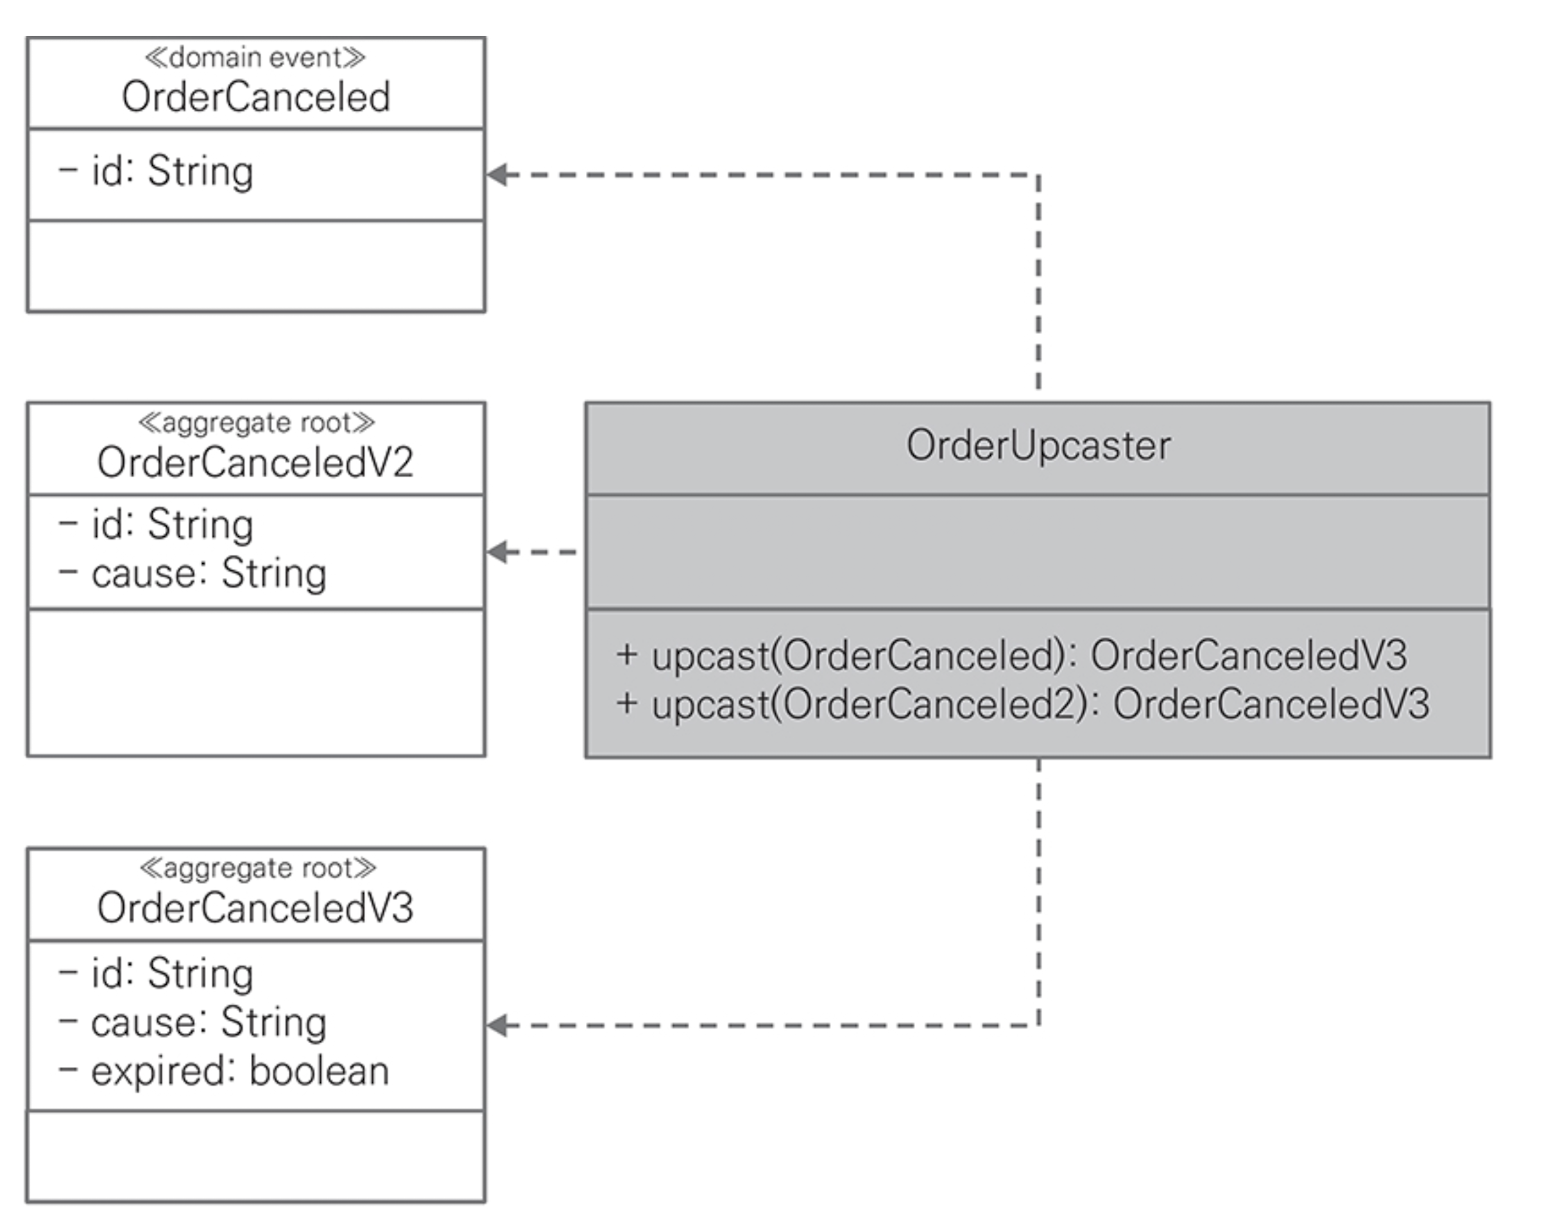 ≪domain event≫
OrderCanceled
- id: String
≪aggregate root≫
OrderCanceledV2
- id: String
- cause: String
OrderUpcaster
+ upcast(OrderCanceled): OrderCanceledV3
+ upcast(OrderCanceled2): OrderCanceledV3
≪aggregate root≫
OrderCanceledV3
- id: String
- cause: String
- expired: boolean